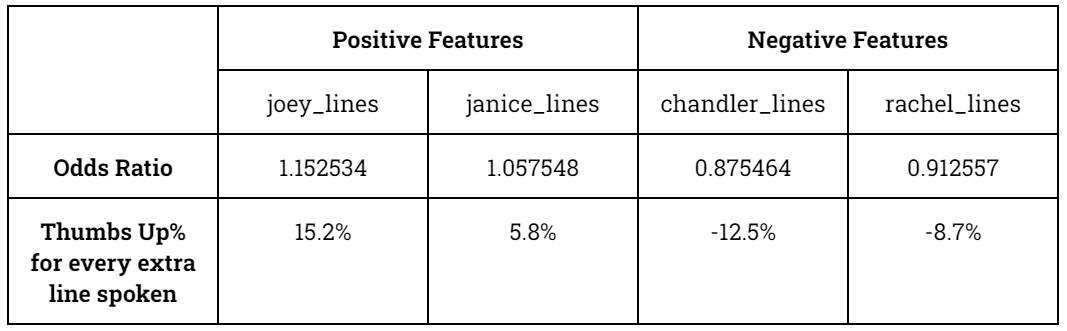 Positive Features Negative Features
joey_lines janice_lines chandler_lines rachel_lines
Odds Ratio 1.152534 1.057548 0.875464 0.912557
Thumbs Up% 15.2% 5.8% -12.5% -8.7%
for every extra
line spoken